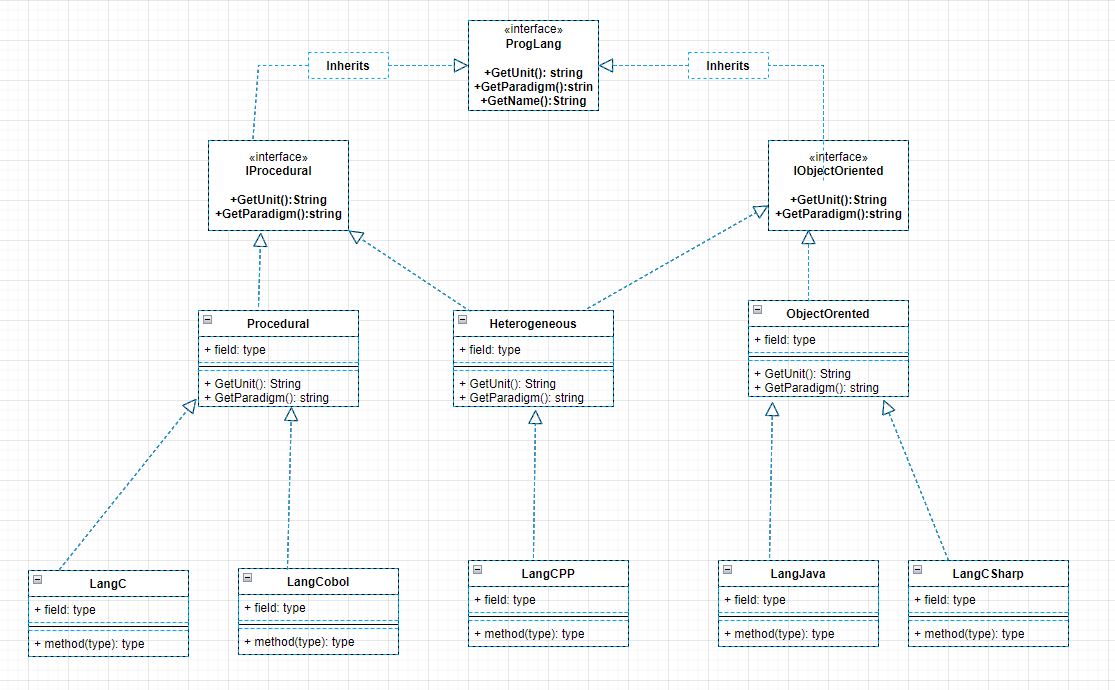 «interface»
ProgLang
+GetUnit(): string
+GetParadigm():strin
+GetName():String
Inherits
Inherits
«interface»
IProcedural
+GetUnit():String
+GetParadigm():string
«interface»
IObjectOriented
+GetUnit():String
+GetParadigm():string
Procedural
+ field: type
+ GetUnit(): String
+ GetParadigm(): string
Heterogeneous
+ field: type
+ GetUnit(): String
+ GetParadigm(): string
ObjectOrented
+ field: type
+ GetUnit(): String
+ GetParadigm(): string
LangC
+ field: type
+ method(type): type
LangCobol
+ field: type
+ method(type): type
LangCPP
+ field: type
+ method(type): type
LangJava
+ field: type
+ method(type): type
LangCSharp
+ field: type
+ method(type): type